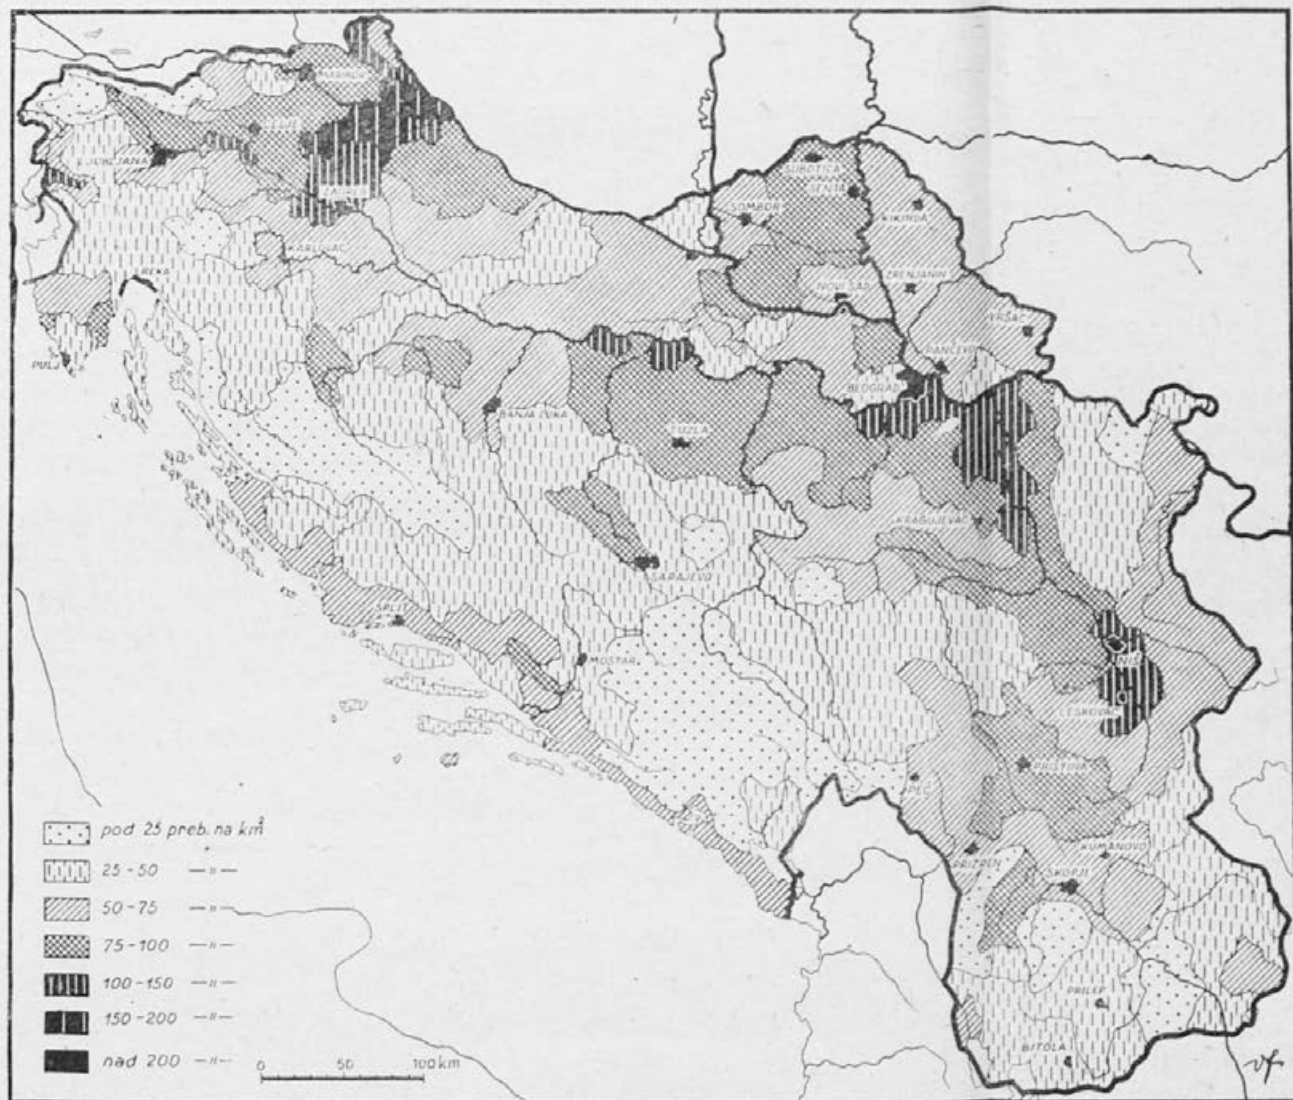 MARIBOR
CELJE
LJUBLJANA
ZAGREB
KARLOVAC
REKA
PULJ
SUBOTICA
SENTA
SOMBOR
KIKINDA
ZRENJANIN
NOVI SAD
VRŠAC
PANČEVO
BEOGRAD
BANJA LUKA
TUZLA
KRAGUJEVAC
SARAJEVO
SPLIT
MOSTAR
NIŠ
LESKOVAC
PRIŠTINA
PEĆ
PRIZREN
KUMANOVO
SKOPJE
PRILEP
BITOLA
pod 25 preb. na km²
25-50 —"—
50-75 —"—
75-100 —"—
100-150 —"—
150-200 —"—
nad 200 —"—
0 50 100 km